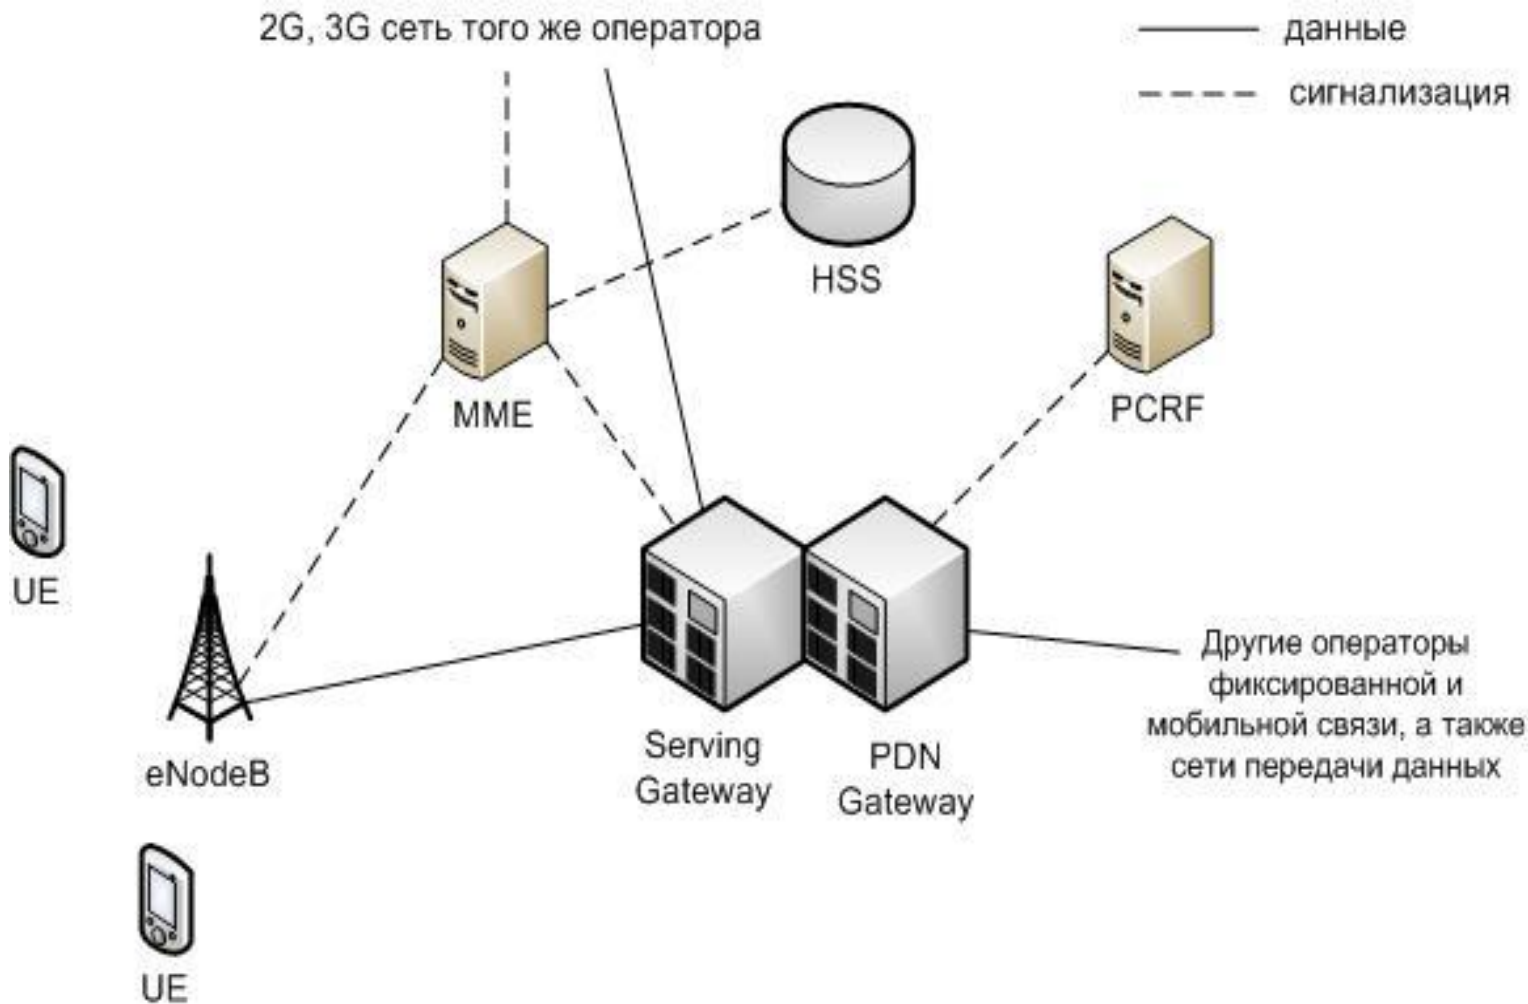 2G, 3G сеть того же оператора
данные
сигнализация
HSS
MME
PCRF
UE
eNodeB
Serving
Gateway
PDN
Gateway
Другие операторы
фиксированной и
мобильной связи, а также
сети передачи данных
UE